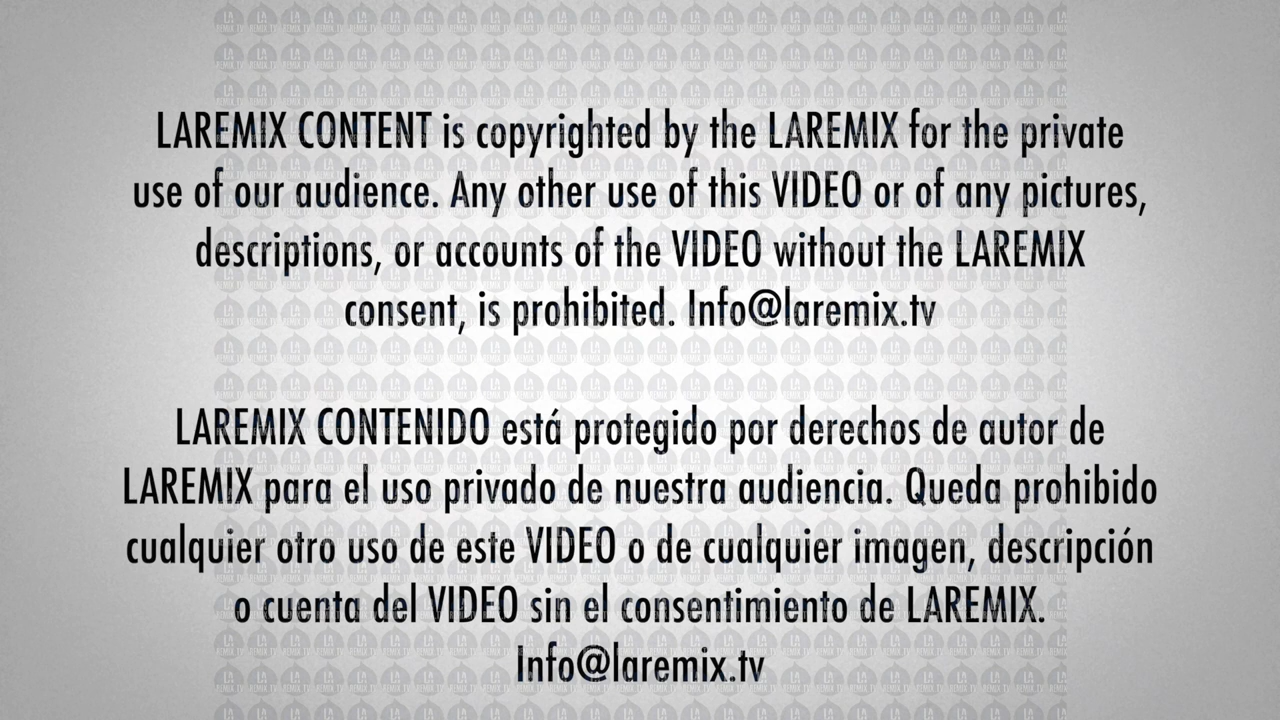 LAREMIX CONTENT is copyrighted by the LAREMIX for the private
use of our audience. Any other use of this VIDEO or of any pictures,
descriptions, or accounts of the VIDEO without the LAREMIX
consent, is prohibited. Info@laremix.tv
LAREMIX CONTENIDO está protegido por derechos de autor de
LAREMIX para el uso privado de nuestra audiencia. Queda prohibido
cualquier otro uso de este VIDEO o de cualquier imagen, descripción
o cuenta del VIDEO sin el consentimiento de LAREMIX.
Info@laremix.tv